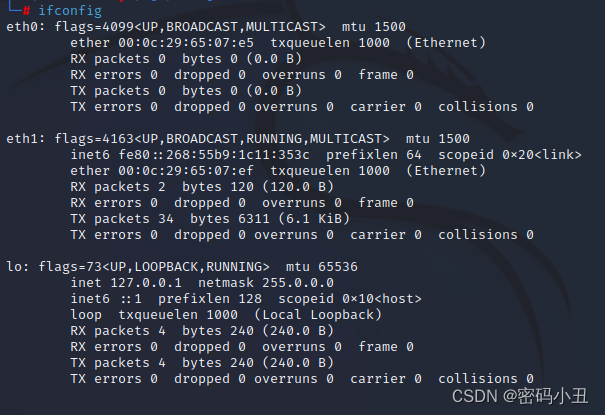 └─# ifconfig
eth0: flags=4099<UP,BROADCAST,MULTICAST>  mtu 1500
        ether 00:0c:29:65:07:e5  txqueuelen 1000  (Ethernet)
        RX packets 0  bytes 0 (0.0 B)
        RX errors 0  dropped 0  overruns 0  frame 0
        TX packets 0  bytes 0 (0.0 B)
        TX errors 0  dropped 0 overruns 0  carrier 0  collisions 0

eth1: flags=4163<UP,BROADCAST,RUNNING,MULTICAST>  mtu 1500
        inet6 fe80::268:55b9:1c11:353c  prefixlen 64  scopeid 0×20<link>
        ether 00:0c:29:65:07:ef  txqueuelen 1000  (Ethernet)
        RX packets 2  bytes 120 (120.0 B)
        RX errors 0  dropped 0  overruns 0  frame 0
        TX packets 34  bytes 6311 (6.1 KiB)
        TX errors 0  dropped 0 overruns 0  carrier 0  collisions 0

lo: flags=73<UP,LOOPBACK,RUNNING>  mtu 65536
        inet 127.0.0.1  netmask 255.0.0.0
        inet6 ::1  prefixlen 128  scopeid 0×10<host>
        loop  txqueuelen 1000  (Local Loopback)
        RX packets 4  bytes 240 (240.0 B)
        RX errors 0  dropped 0  overruns 0  frame 0
        TX packets 4  bytes 240 (240.0 B)
        TX errors 0  dropped 0 overruns 0  carrier 0  collisions 0
CSDN @密码小丑